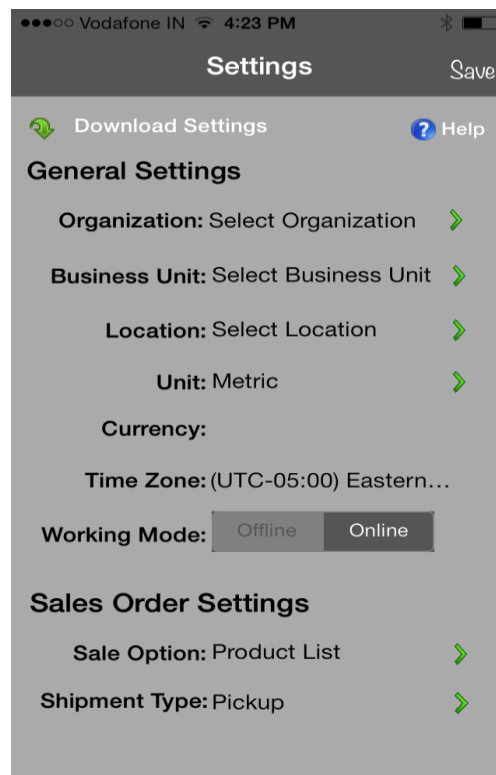 Vodafone IN 4:23 PM
Settings Save
Download Settings ? Help
General Settings
Organization: Select Organization
Business Unit: Select Business Unit
Location: Select Location
Unit: Metric
Currency:
Time Zone: (UTC-05:00) Eastern...
Working Mode: Offline Online
Sales Order Settings
Sale Option: Product List
Shipment Type: Pickup